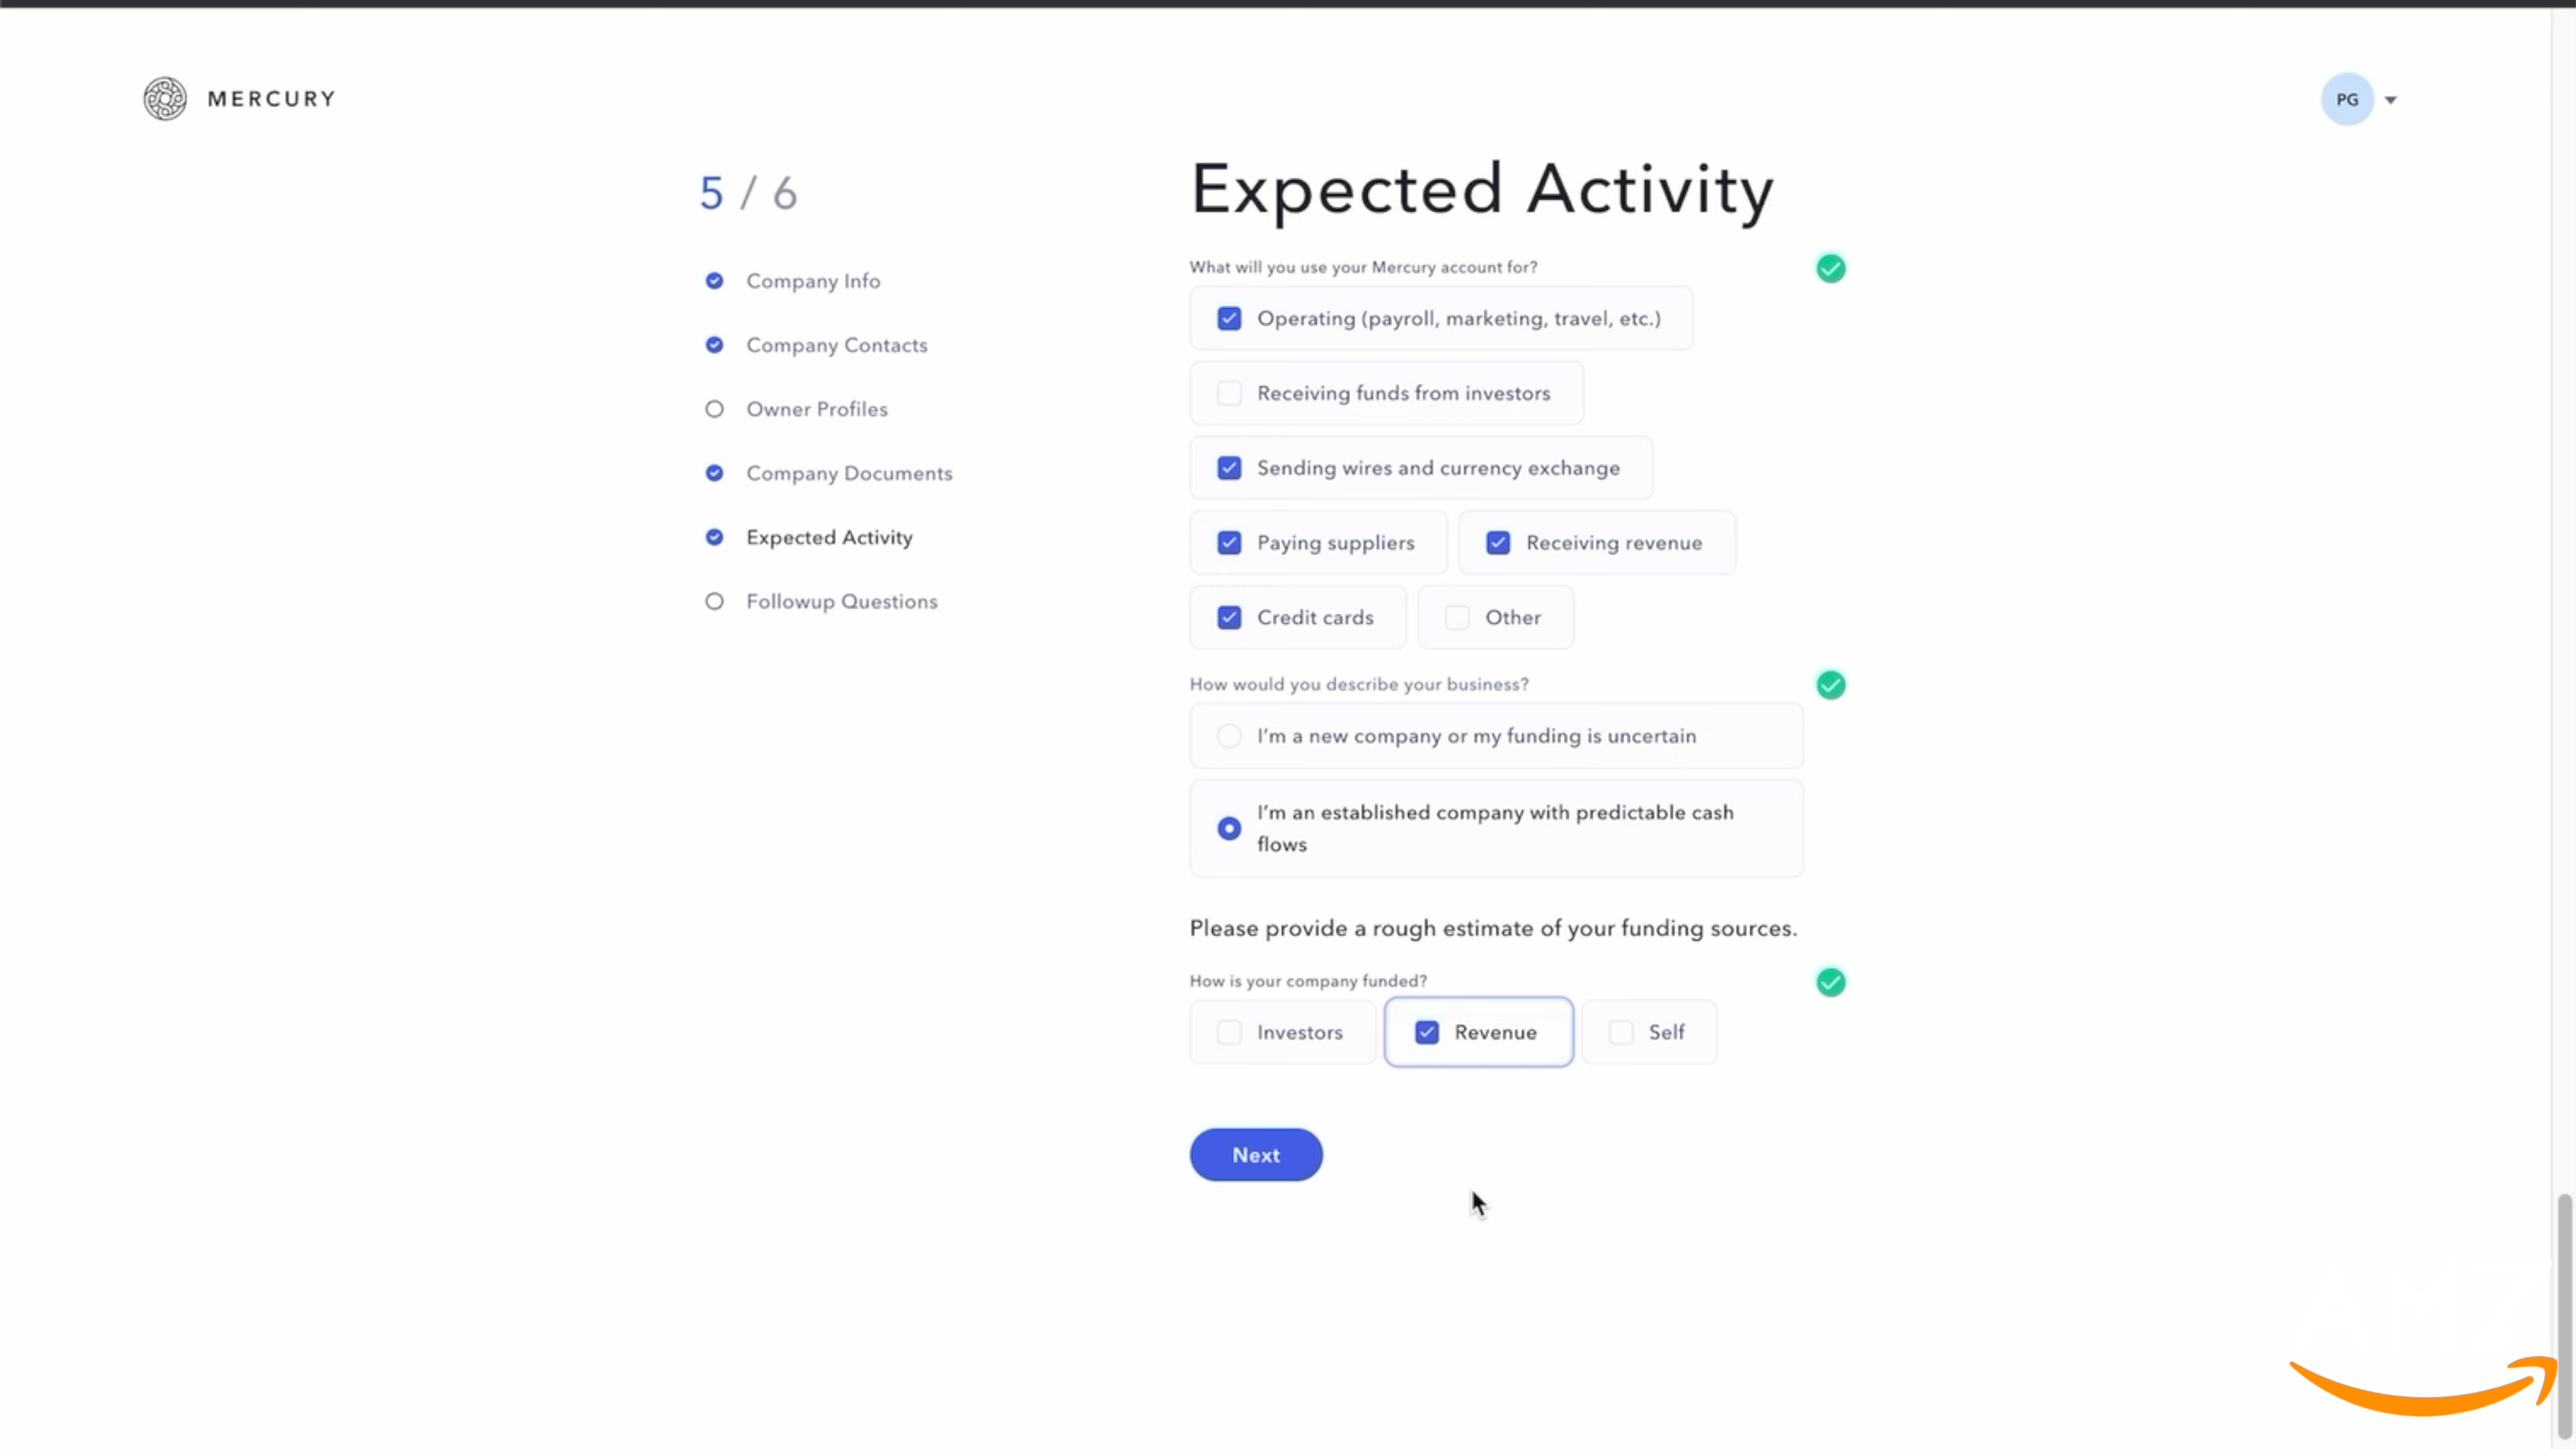 MERCURY
PG
5 / 6
Company Info
Company Contacts
Owner Profiles
Company Documents
Expected Activity
Followup Questions
Expected Activity
What will you use your Mercury account for?
Operating (payroll, marketing, travel, etc.)
Receiving funds from investors
Sending wires and currency exchange
Paying suppliers
Receiving revenue
Credit cards
Other
How would you describe your business?
I'm a new company or my funding is uncertain
I'm an established company with predictable cash
flows
Please provide a rough estimate of your funding sources.
How is your company funded?
Investors
Revenue
Self
Next